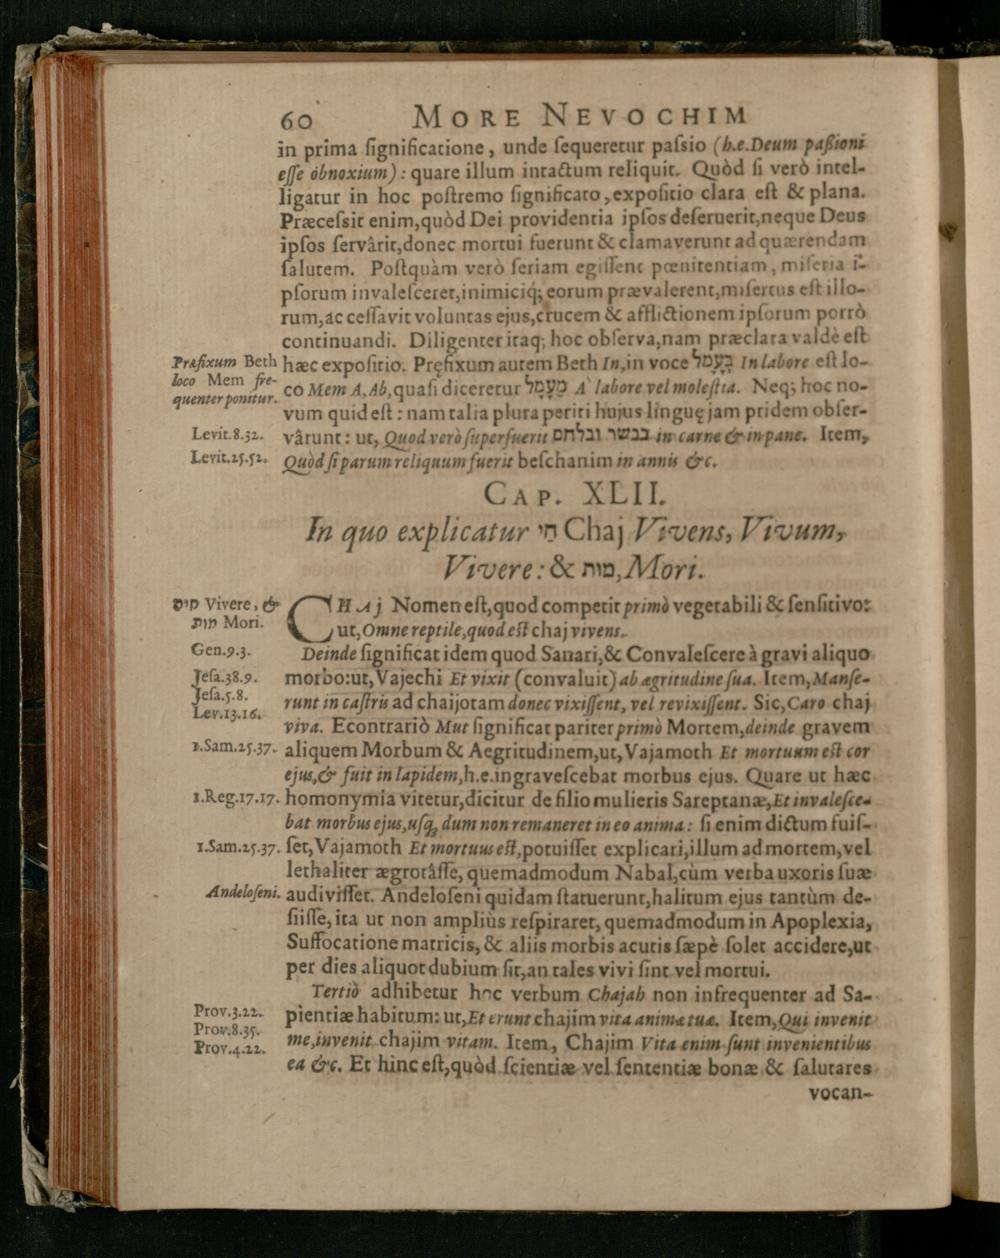 60 MORE NEVOCHIM
in prima ſignificatione, unde ſequeretur paſsio (h.e. Deum paßioni
eſſe obnoxium): quare illum intactum reliquit. Quòd ſi verò intel-
ligatur in hoc poſtremo ſignificato, expoſitio clara eſt & plana.
Præceſsit enim, quòd Dei providentia ipſos deſeruerit, neque Deus
ipſos ſervârit, donec mortui fuerunt & clamaverunt ad quærendam
ſalutem. Poſtquàm verò ſeriam egiſſent pœnitentiam, miſeria i-
pſorum invaleſceret, inimiciq́; eorum prævalerent, miſertus eſt illo-
rum, ac ceſſavit voluntas ejus, crucem & afflictionem ipſorum porrò
continuandi. Diligenter itaq; hoc obſerva, nam præclara valdè eſt
Præfixum Beth
loco Mem fre-
quenter ponitur.
hæc expoſitio. Pręfixum autem Beth In, in voce בַּעֲמַל In labore eſt lo-
co Mem A, Ab, quaſi diceretur מֵעֲמַל A` labore vel moleſtia. Neq; hoc no-
vum quid eſt: nam talia plura periti hujus linguę jam pridem obſer-
Levit. 8. 32.
vârunt: ut, Quod verò ſuperfuerit בבשר ובלחם in carne & in pane. Item,
Levit. 25. 52.
Quòd ſi parum reliquum fuerit beſchanim in annis &c.
CAP. XLII.
In quo explicatur חי Chaj Vivens, Vivum,
Vivere: & מות, Mori.
חיים Vivere, &
מות Mori.
CHAj Nomen eſt, quod competit primò vegetabili & ſenſitivo:
ut, Omne reptile, quod eſt chaj vivens.
Gen. 9. 3.
Deinde ſignificat idem quod Sanari, & Convaleſcere à gravi aliquo
Jeſa. 38. 9.
morbo: ut, Vajechi Et vixit (convaluit) ab ægritudine ſua. Item, Manſe-
Jeſa. 5. 8.
runt in caſtris ad chaijotam donec vixiſſent, vel revixiſſent. Sic, Caro chaj
Lev. 13. 16.
viva. Econtrariò Mut ſignificat pariter primò Mortem, deinde gravem
1. Sam. 25. 37.
aliquem Morbum & Aegritudinem, ut, Vajamoth Et mortuum eſt cor
ejus, & fuit in lapidem, h.e. ingraveſcebat morbus ejus. Quare ut hæc
1. Reg. 17. 17.
homonymia vitetur, dicitur de filio mulieris Sareptanæ, Et invaleſce-
bat morbus ejus, uſq; dum non remaneret in eo anima: ſi enim dictum fuiſ-
1. Sam. 25. 37.
ſet, Vajamoth Et mortuus eſt, potuiſſet explicari, illum ad mortem, vel
lethaliter ægrotâſſe, quemadmodum Nabal, cùm verba uxoris ſuæ
Andeloſeni.
audiviſſet. Andeloſeni quidam ſtatuerunt, halitum ejus tantùm de-
ſiiſſe, ita ut non ampliùs reſpiraret, quemadmodum in Apoplexia,
Suffocatione matricis, & aliis morbis acutis ſæpè ſolet accidere, ut
per dies aliquot dubium ſit, an tales vivi ſint vel mortui.
Tertiò adhibetur hoc verbum Chajah non infrequenter ad Sa-
Prov. 3. 22.
pientiæ habitum: ut, Et erunt chajim vita animæ tuæ. Item, Qui invenit
Prov. 8. 35.
me, invenit chajim vitam. Item, Chajim Vita enim ſunt invenientibus
Prov. 4. 22.
ea &c. Et hinc eſt, quòd ſcientiæ vel ſententiæ bonæ & ſalutares
vocan-